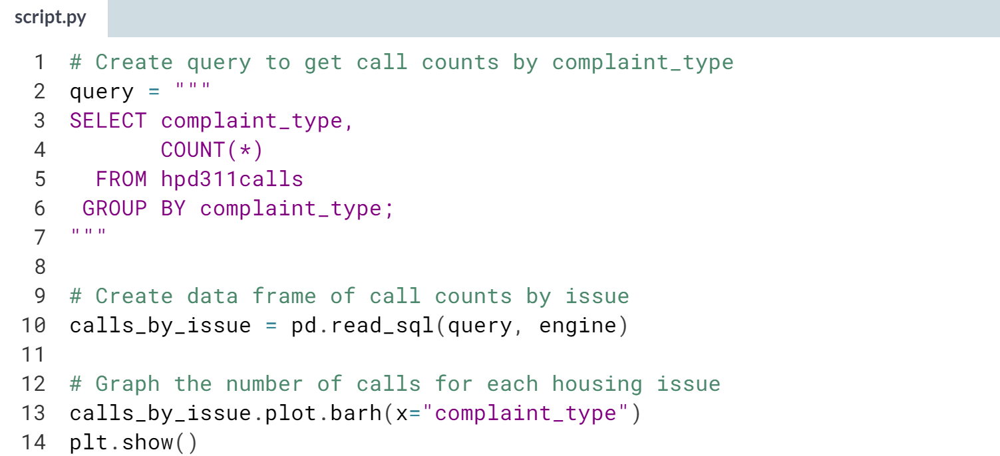 script.py
1 # Create query to get call counts by complaint_type
2 query = """
3 SELECT complaint_type,
4        COUNT(*)
5   FROM hpd311calls
6  GROUP BY complaint_type;
7 """
8
9 # Create data frame of call counts by issue
10 calls_by_issue = pd.read_sql(query, engine)
11
12 # Graph the number of calls for each housing issue
13 calls_by_issue.plot.barh(x="complaint_type")
14 plt.show()